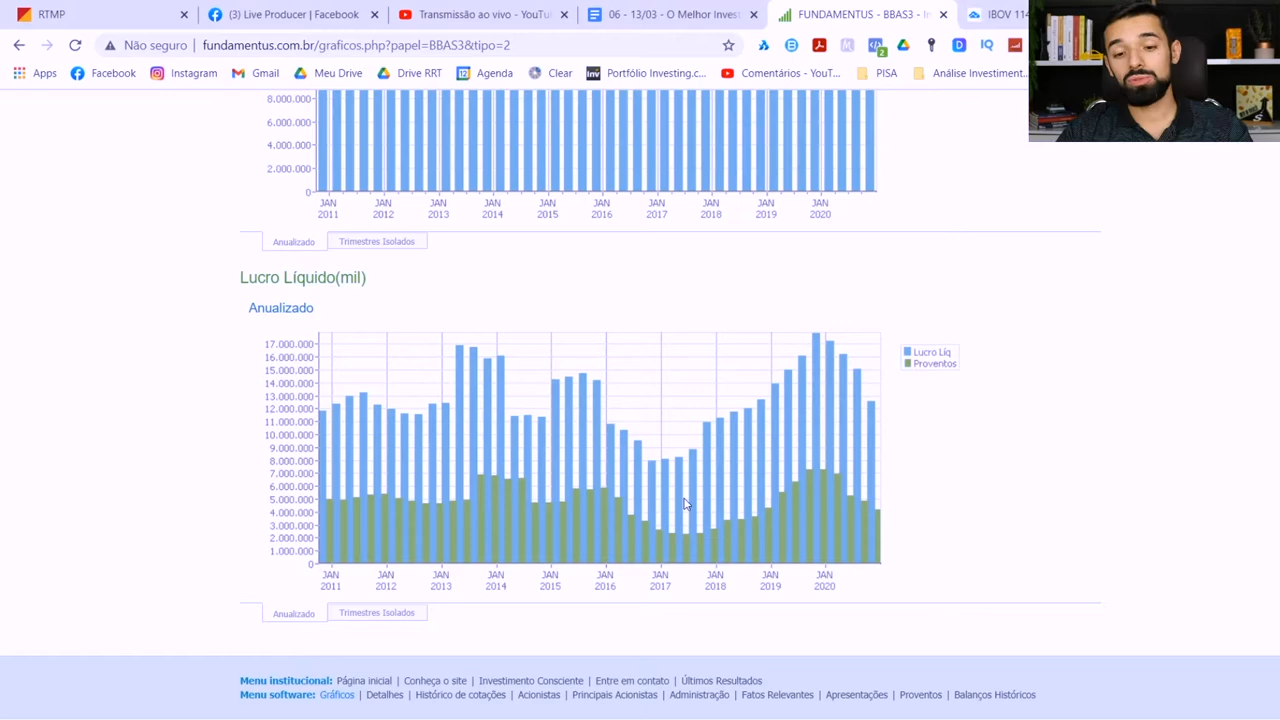 RTMP
(3) Live Producer | Facebook
Transmissão ao vivo - YouTu
06 - 13/03 - O Melhor Invest
FUNDAMENTUS - BBAS3 - In
IBOV 114
Não seguro | fundamentus.com.br/graficos.php?papel=BBAS3&tipo=2
2
Apps
Facebook
Instagram
Gmail
Meu Drive
Drive RRI
Agenda
Clear
Portfólio Investing.c...
Comentários - YouT...
PISA
Análise Investiment...
8.000.000
6.000.000
4.000.000
2.000.000
0
JAN JAN JAN JAN JAN JAN JAN JAN JAN JAN
2011 2012 2013 2014 2015 2016 2017 2018 2019 2020
Anualizado Trimestres Isolados
Lucro Líquido(mil)
Anualizado
17.000.000
16.000.000
15.000.000
14.000.000
13.000.000
12.000.000
11.000.000
10.000.000
9.000.000
8.000.000
7.000.000
6.000.000
5.000.000
4.000.000
3.000.000
2.000.000
1.000.000
0
Lucro Líq
Proventos
JAN JAN JAN JAN JAN JAN JAN JAN JAN JAN
2011 2012 2013 2014 2015 2016 2017 2018 2019 2020
Anualizado Trimestres Isolados
Menu institucional: Página inicial | Conheça o site | Investimento Consciente | Entre em contato | Últimos Resultados
Menu software: Gráficos | Detalhes | Histórico de cotações | Acionistas | Principais Acionistas | Administração | Fatos Relevantes | Apresentações | Proventos | Balanços Históricos